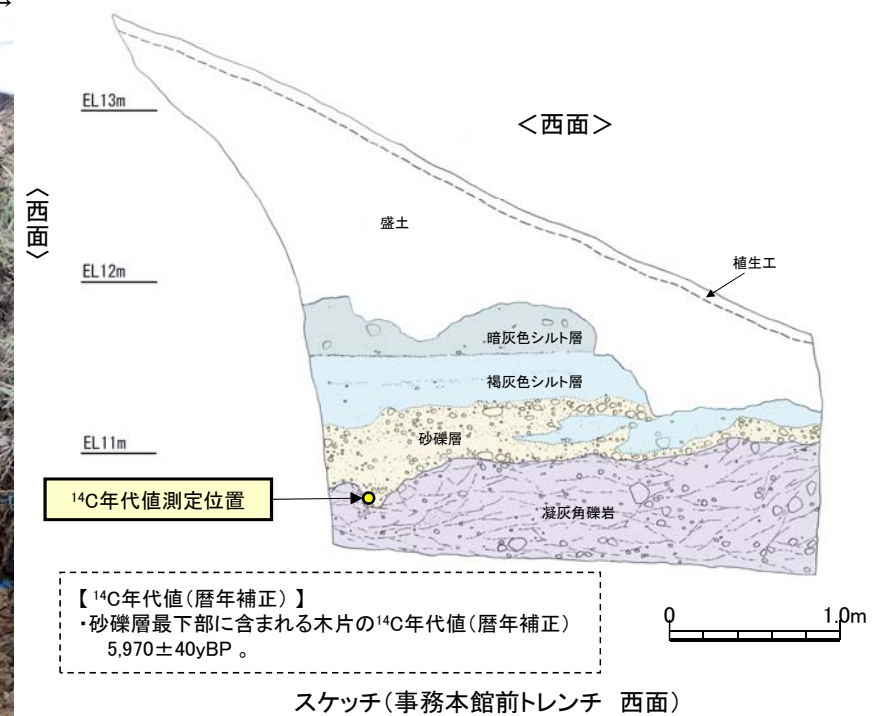 →
EL13m
<西面>
〈西面〉
盛土
植生工
EL12m
暗灰色シルト層
褐灰色シルト層
EL11m
砂礫層
¹⁴C年代値測定位置
凝灰角礫岩
【 ¹⁴C年代値(暦年補正) 】
・砂礫層最下部に含まれる木片の¹⁴C年代値(暦年補正)
5,970±40yBP 。
0 1.0m
スケッチ(事務本館前トレンチ 西面)